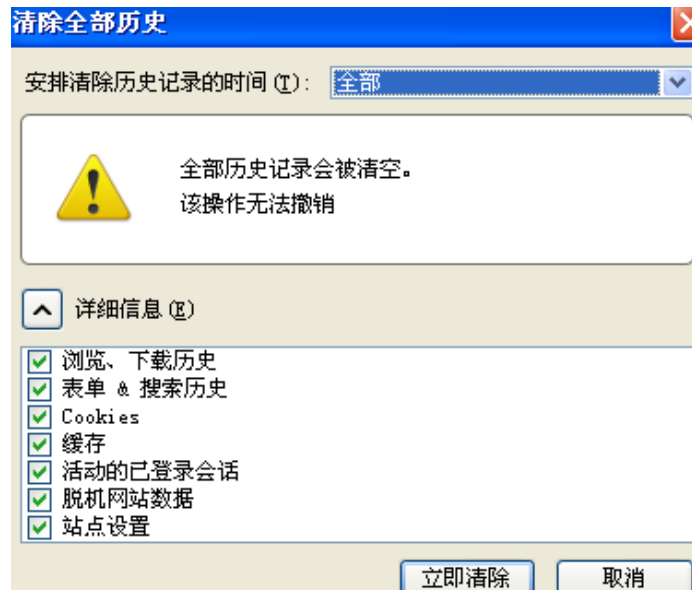 清除全部历史
安排清除历史记录的时间(T): 全部
全部历史记录会被清空。
该操作无法撤销
详细信息(E)
浏览、下载历史
表单 & 搜索历史
Cookies
缓存
活动的已登录会话
脱机网站数据
站点设置
立即清除 取消